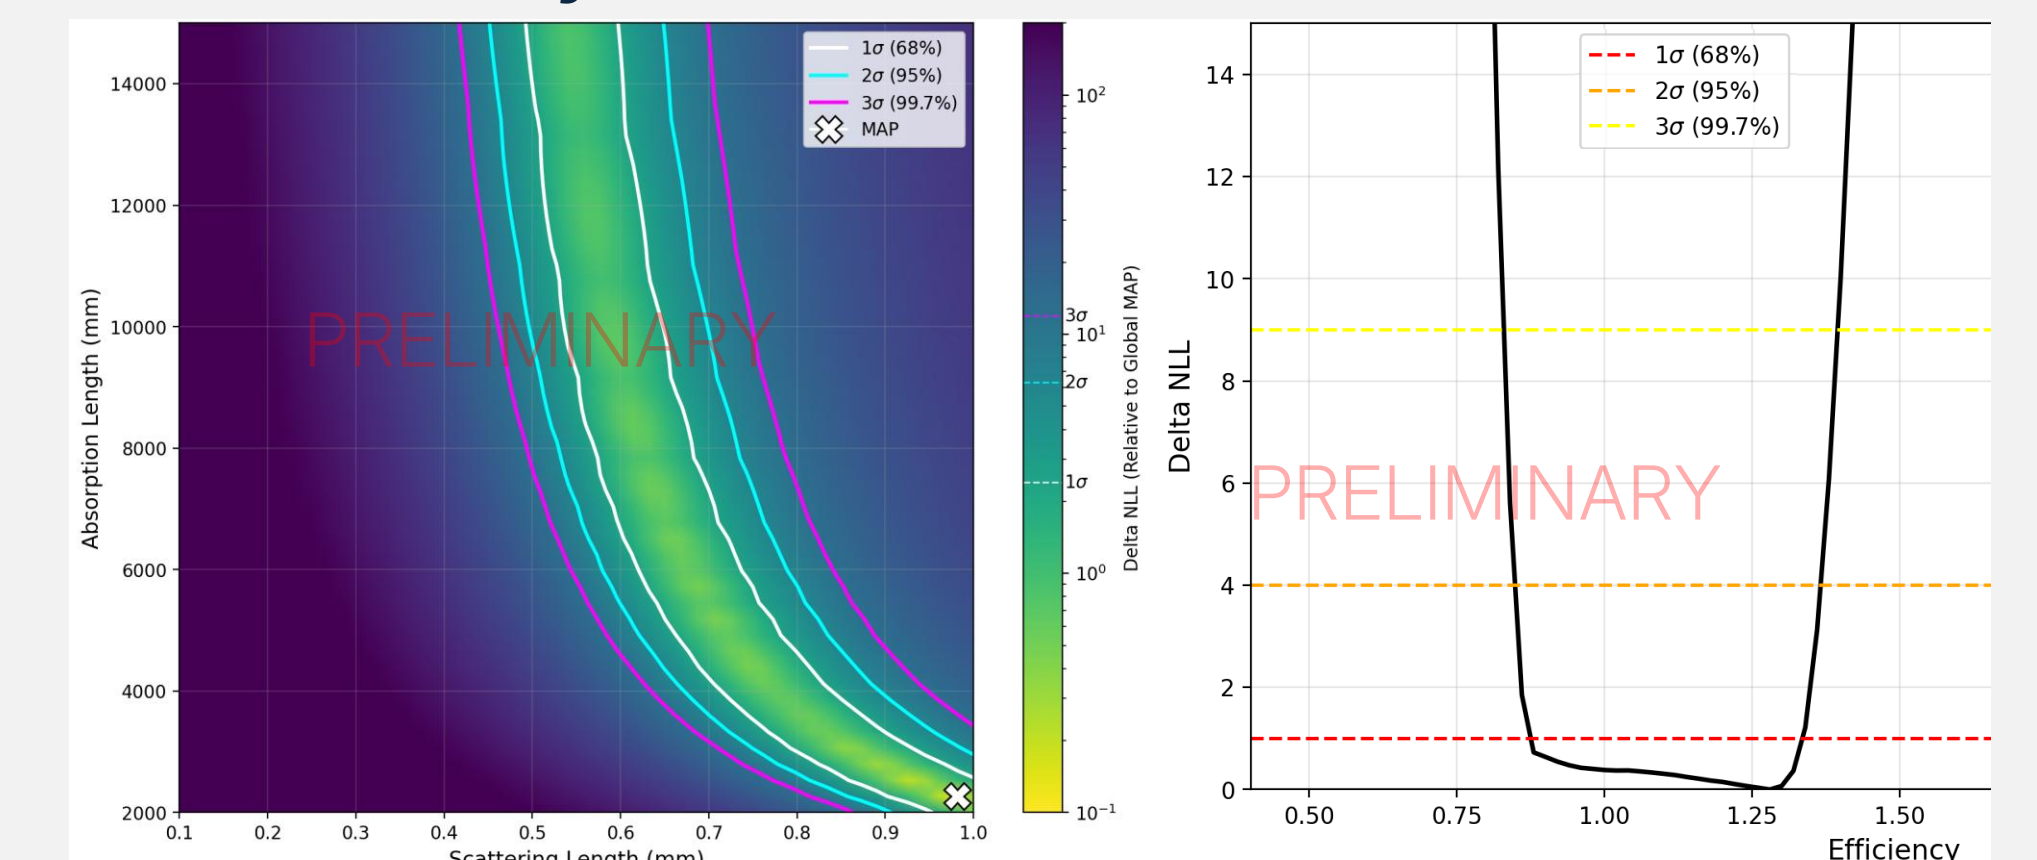 1σ (68%)
2σ (95%)
3σ (99.7%)
MAP
14000
12000
10000
8000
6000
4000
2000
Absorption Length (mm)
0.1 0.2 0.3 0.4 0.5 0.6 0.7 0.8 0.9 1.0
Scattering Length (mm)
PRELIMINARY
10²
3σ
10¹
2σ
1σ
10⁰
10⁻¹
Delta NLL (Relative to Global MAP)
1σ (68%)
2σ (95%)
3σ (99.7%)
14
12
10
8
6
4
2
0
Delta NLL
PRELIMINARY
0.50 0.75 1.00 1.25 1.50
Efficiency